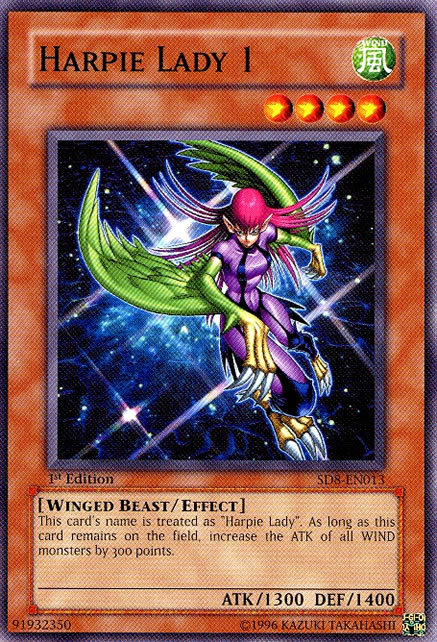 HARPIE LADY 1
WIND
風
1st Edition
SD8-EN013
[WINGED BEAST/EFFECT]
This card's name is treated as "Harpie Lady". As long as this
card remains on the field, increase the ATK of all WIND
monsters by 300 points.
ATK/1300 DEF/1400
91932350
©1996 KAZUKI TAKAHASHI